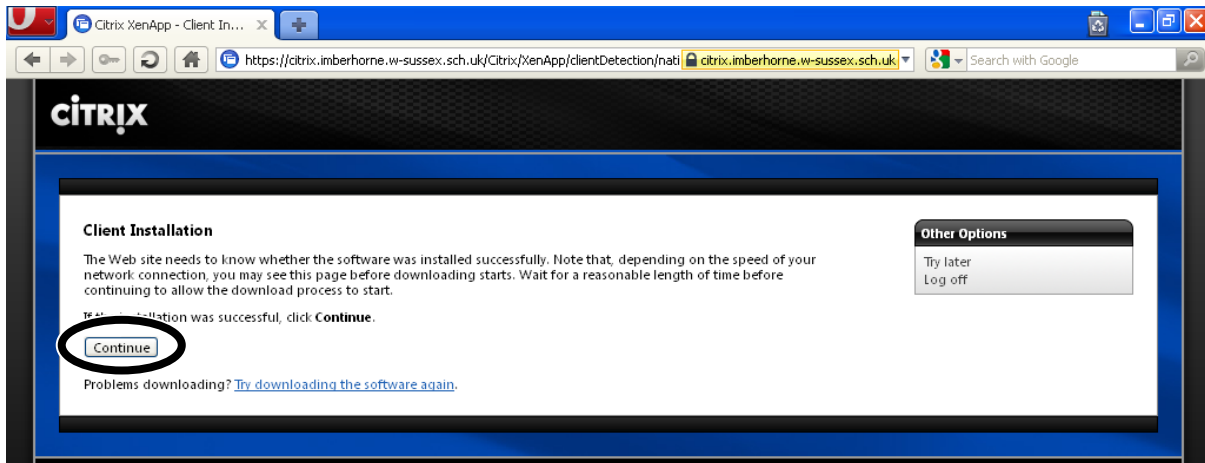 Citrix XenApp - Client In...
https://citrix.imberhorne.w-sussex.sch.uk/Citrix/XenApp/clientDetection/nati citrix.imberhorne.w-sussex.sch.uk Search with Google
CITRIX
Client Installation
The Web site needs to know whether the software was installed successfully. Note that, depending on the speed of your
network connection, you may see this page before downloading starts. Wait for a reasonable length of time before
continuing to allow the download process to start.
If the installation was successful, click Continue.
Continue
Problems downloading? Try downloading the software again.
Other Options
Try later
Log off